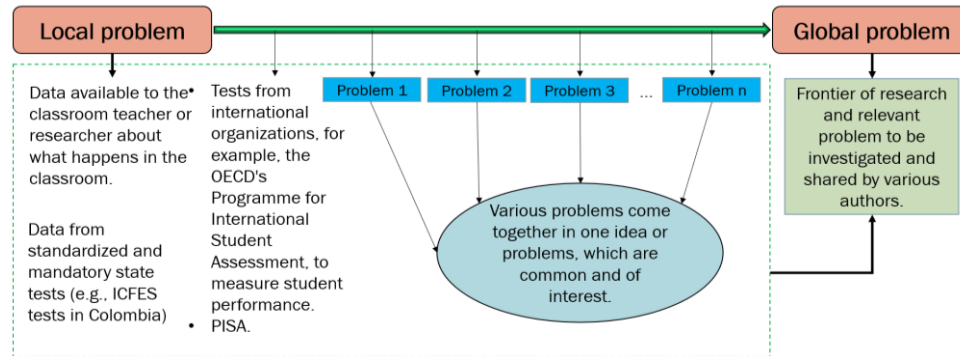 Local problem
Global problem
Data available to the
classroom teacher or
researcher about
what happens in the
classroom.
Data from
standardized and
mandatory state
tests (e.g., ICFES
tests in Colombia)
• Tests from
international
organizations, for
example, the
OECD's
Programme for
International
Student
Assessment, to
measure student
performance.
• PISA.
Problem 1
Problem 2
Problem 3
...
Problem n
Various problems come
together in one idea or
problems, which are
common and of
interest.
Frontier of research
and relevant
problem to be
investigated and
shared by various
authors.